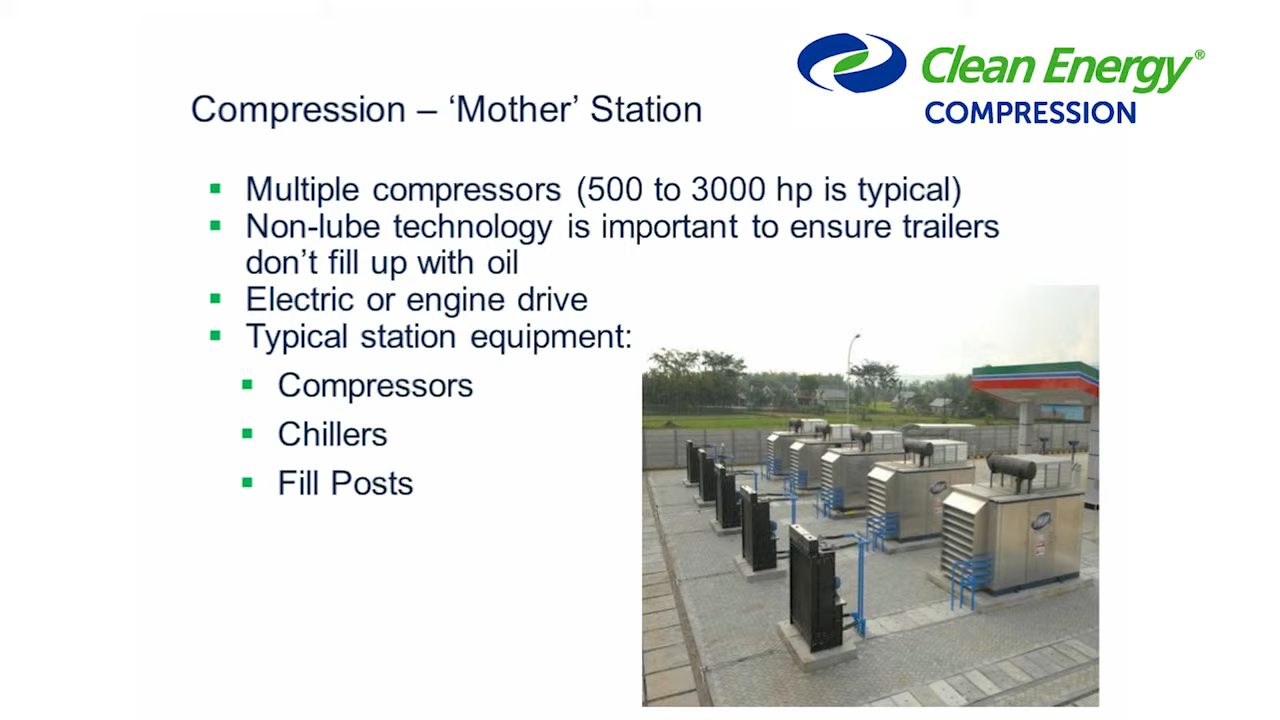 Clean Energy®
COMPRESSION
Compression – ‘Mother’ Station
▪ Multiple compressors (500 to 3000 hp is typical)
▪ Non-lube technology is important to ensure trailers
don’t fill up with oil
▪ Electric or engine drive
▪ Typical station equipment:
▪ Compressors
▪ Chillers
▪ Fill Posts